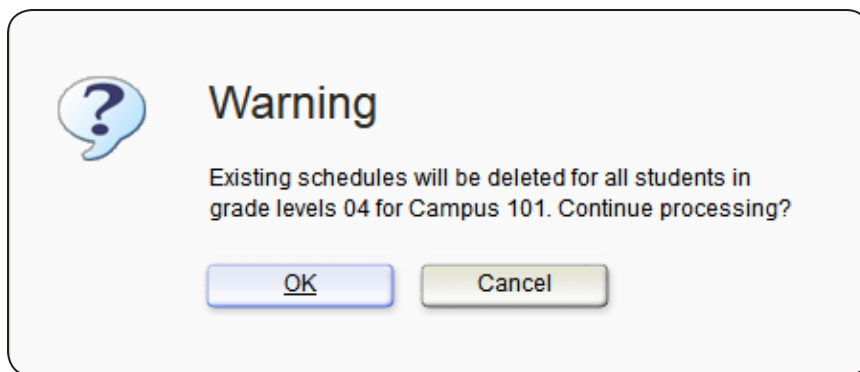 Warning
Existing schedules will be deleted for all students in
grade levels 04 for Campus 101. Continue processing?
OK
Cancel